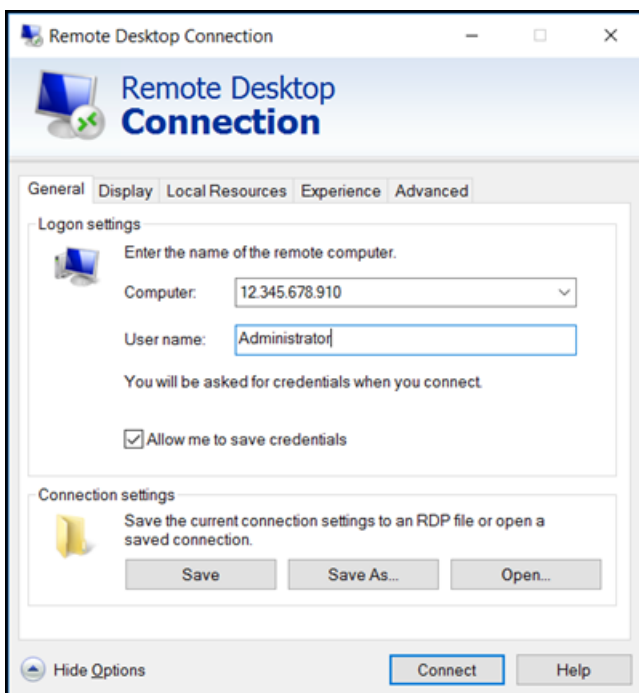 Remote Desktop Connection
Remote Desktop
Connection
General Display Local Resources Experience Advanced
Logon settings
Enter the name of the remote computer.
Computer: 12.345.678.910
User name: Administrator
You will be asked for credentials when you connect.
Allow me to save credentials
Connection settings
Save the current connection settings to an RDP file or open a
saved connection.
Save Save As... Open...
Hide Options Connect Help